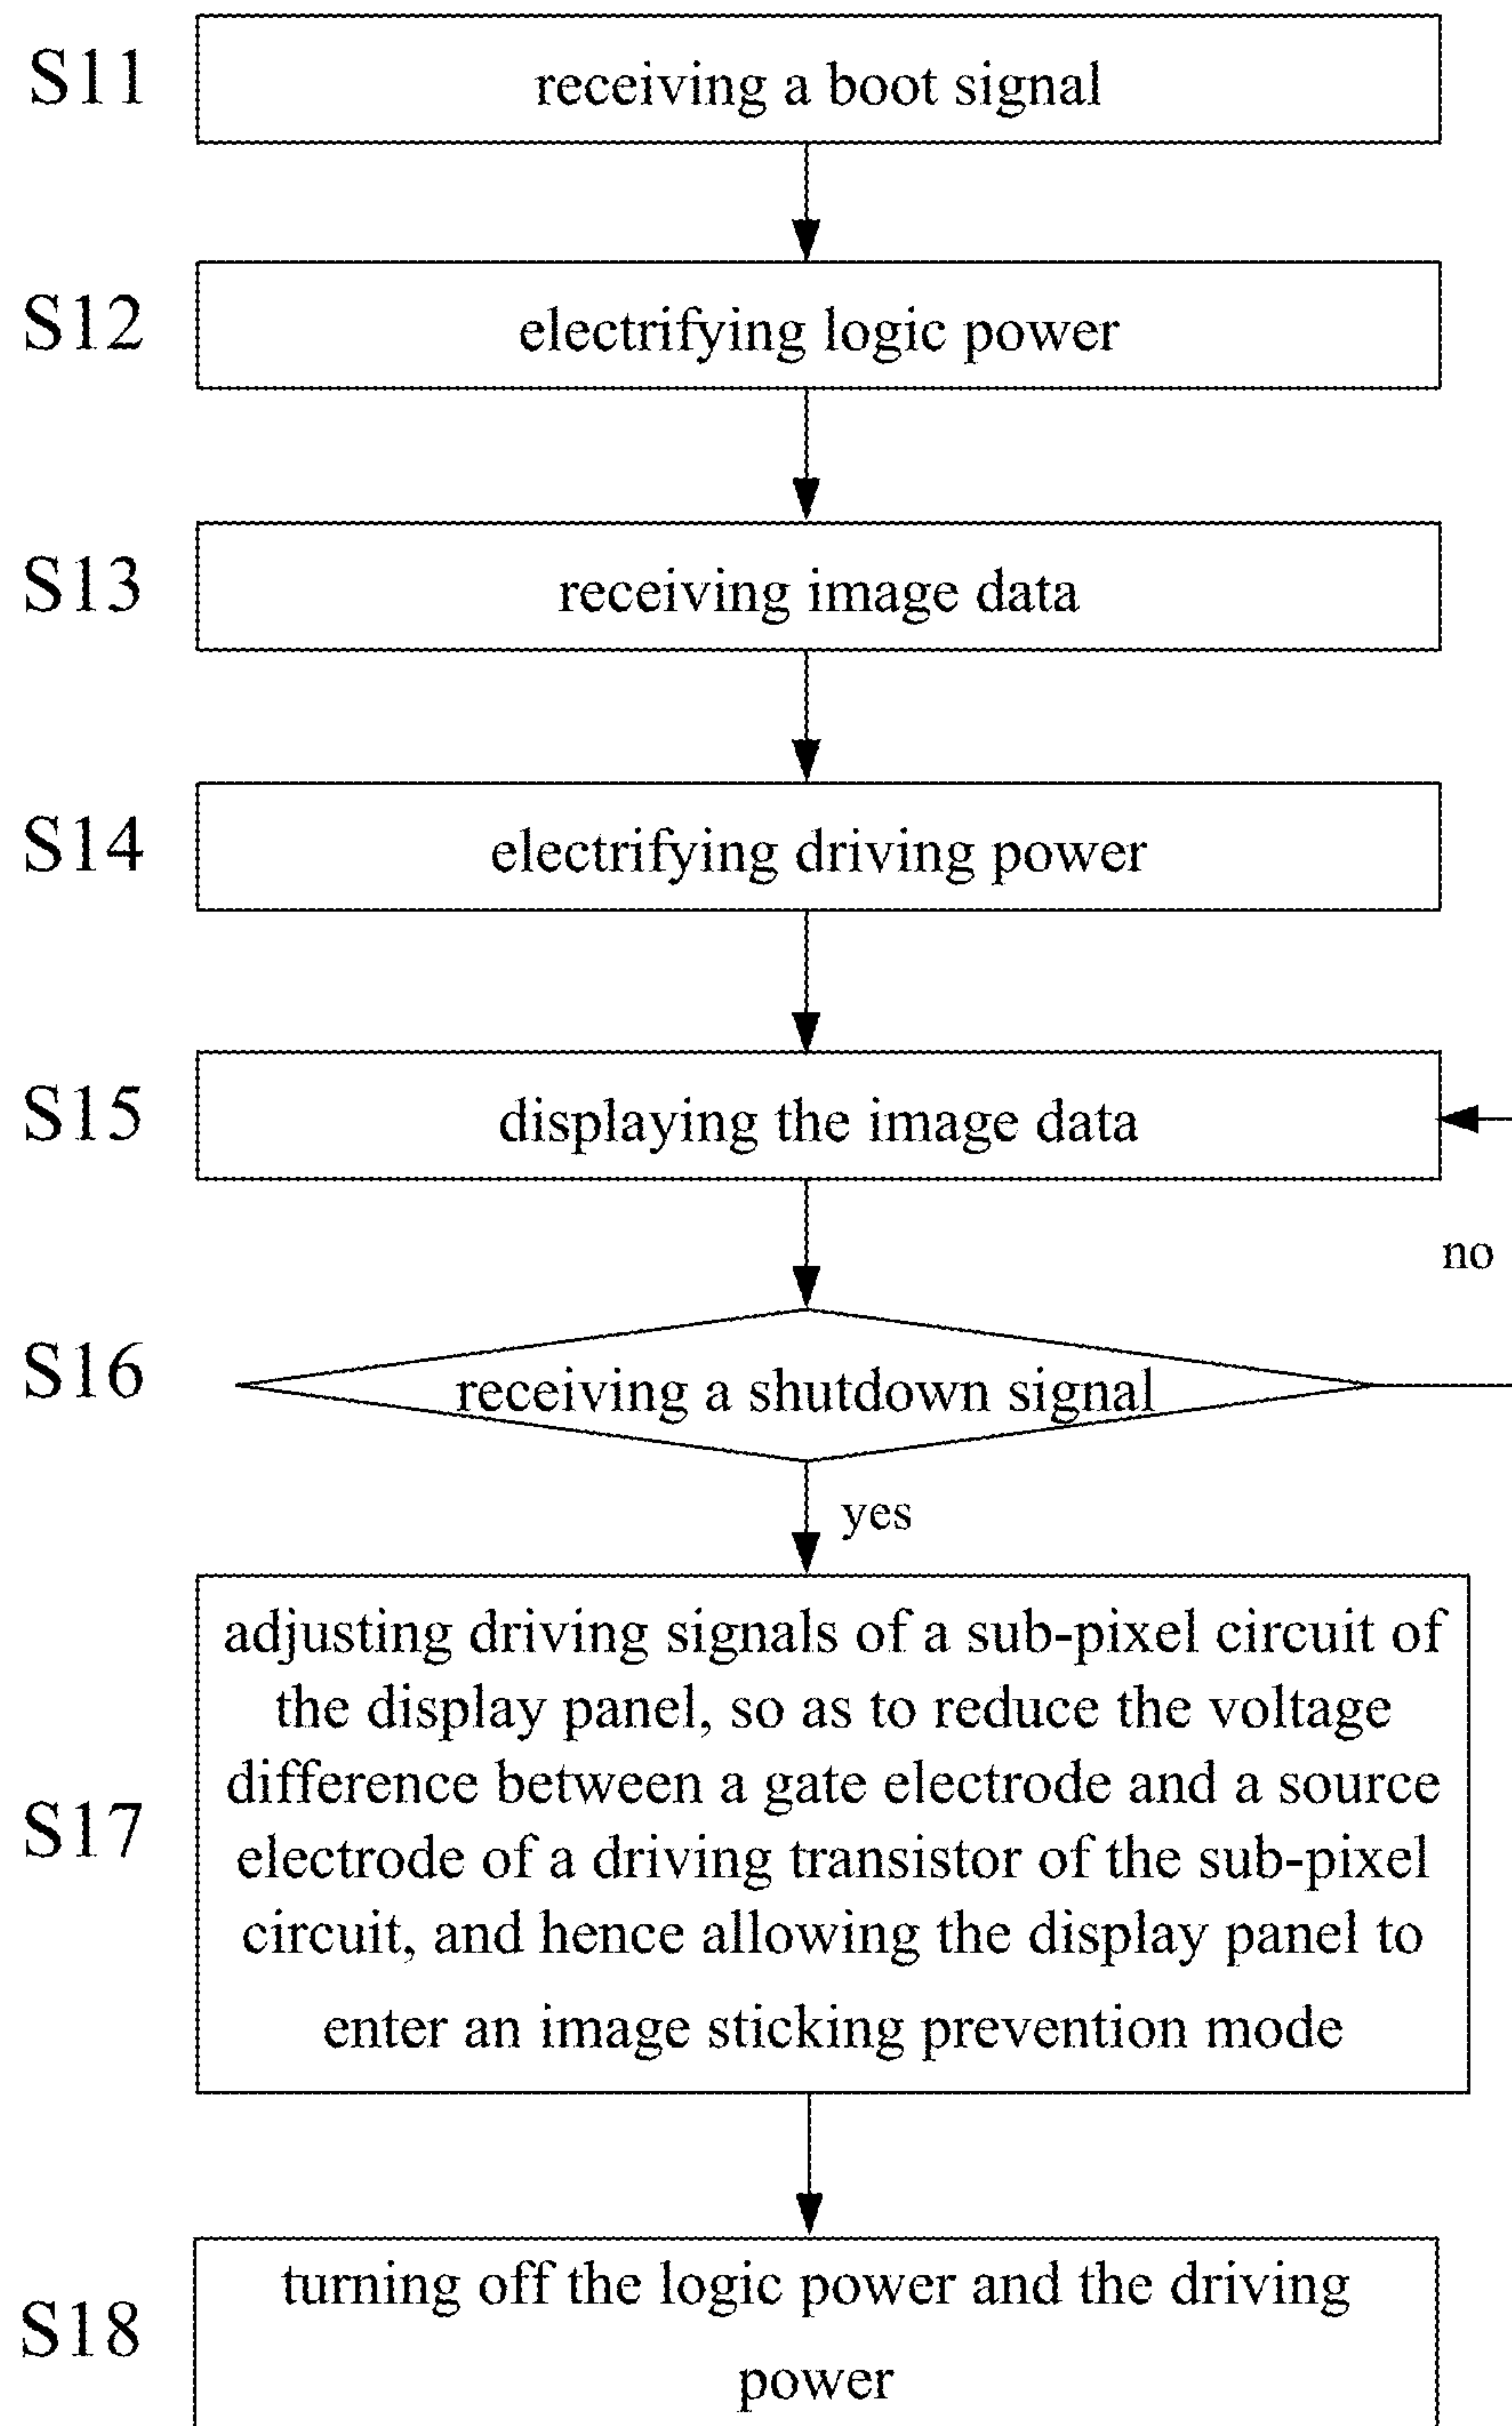 S11
receiving a boot signal
S12
electrifying logic power
S13
receiving image data
S14
electrifying driving power
S15
displaying the image data
no
S16
receiving a shutdown signal
yes
S17
adjusting driving signals of a sub-pixel circuit of
the display panel, so as to reduce the voltage
difference between a gate electrode and a source
electrode of a driving transistor of the sub-pixel
circuit, and hence allowing the display panel to
enter an image sticking prevention mode
S18
turning off the logic power and the driving
power